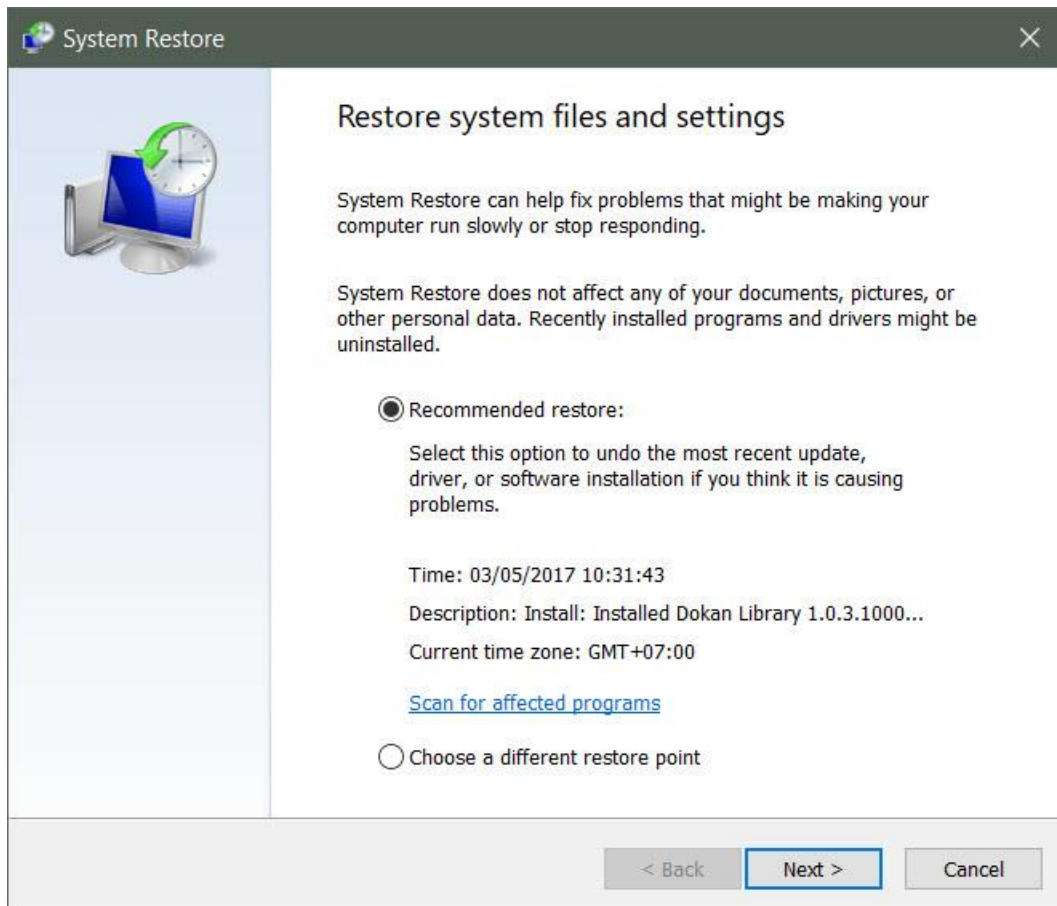 System Restore
Restore system files and settings
System Restore can help fix problems that might be making your
computer run slowly or stop responding.
System Restore does not affect any of your documents, pictures, or
other personal data. Recently installed programs and drivers might be
uninstalled.
Recommended restore:
Select this option to undo the most recent update,
driver, or software installation if you think it is causing
problems.
Time: 03/05/2017 10:31:43
Description: Install: Installed Dokan Library 1.0.3.1000...
Current time zone: GMT+07:00
Scan for affected programs
Choose a different restore point
< Back Next > Cancel